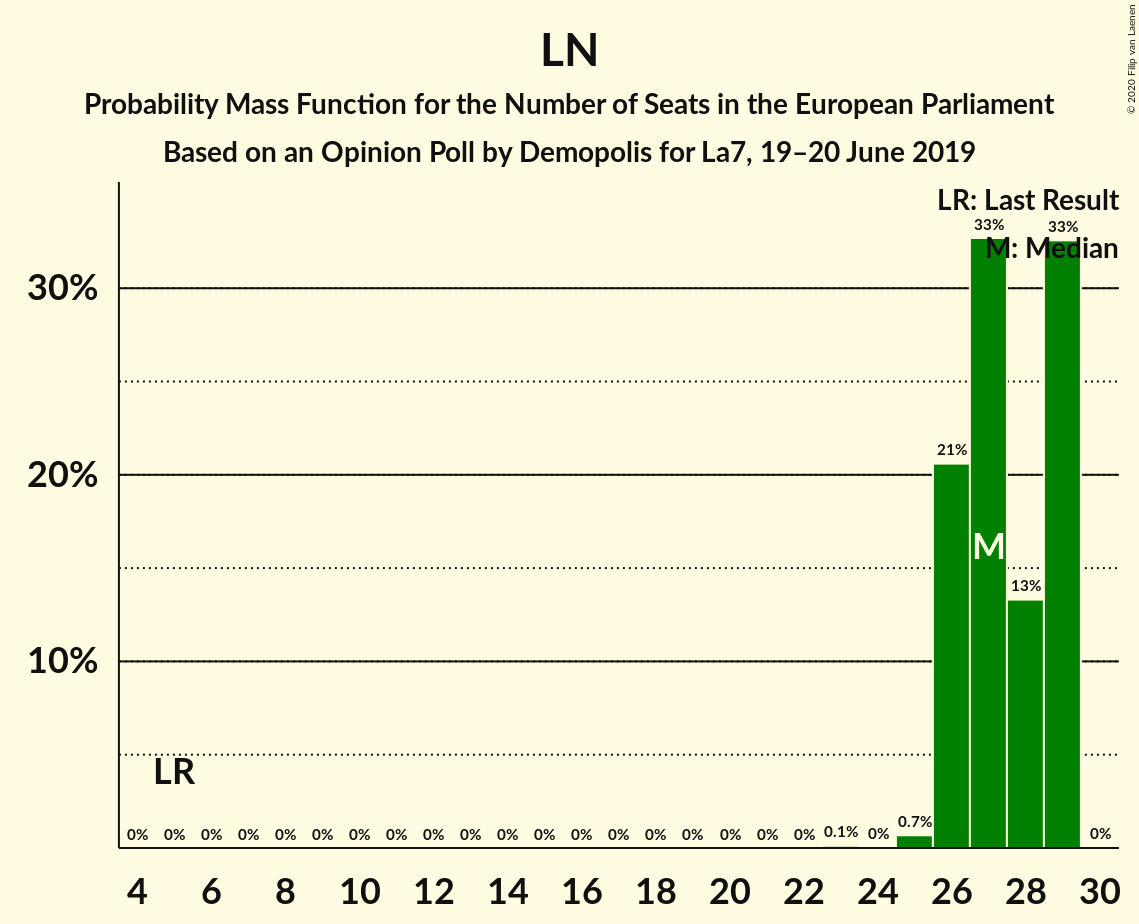 LN
Probability Mass Function for the Number of Seats in the European Parliament
Based on an Opinion Poll by Demopolis for La7, 19–20 June 2019
© 2020 Filip van Laenen
LR: Last Result
M: Median
33% 33%
30%
21%
20%
M
13%
10%
LR
0% 0% 0% 0% 0% 0% 0% 0% 0% 0% 0% 0% 0% 0% 0% 0% 0% 0% 0% 0.1% 0% 0.7% 0%
4 6 8 10 12 14 16 18 20 22 24 26 28 30